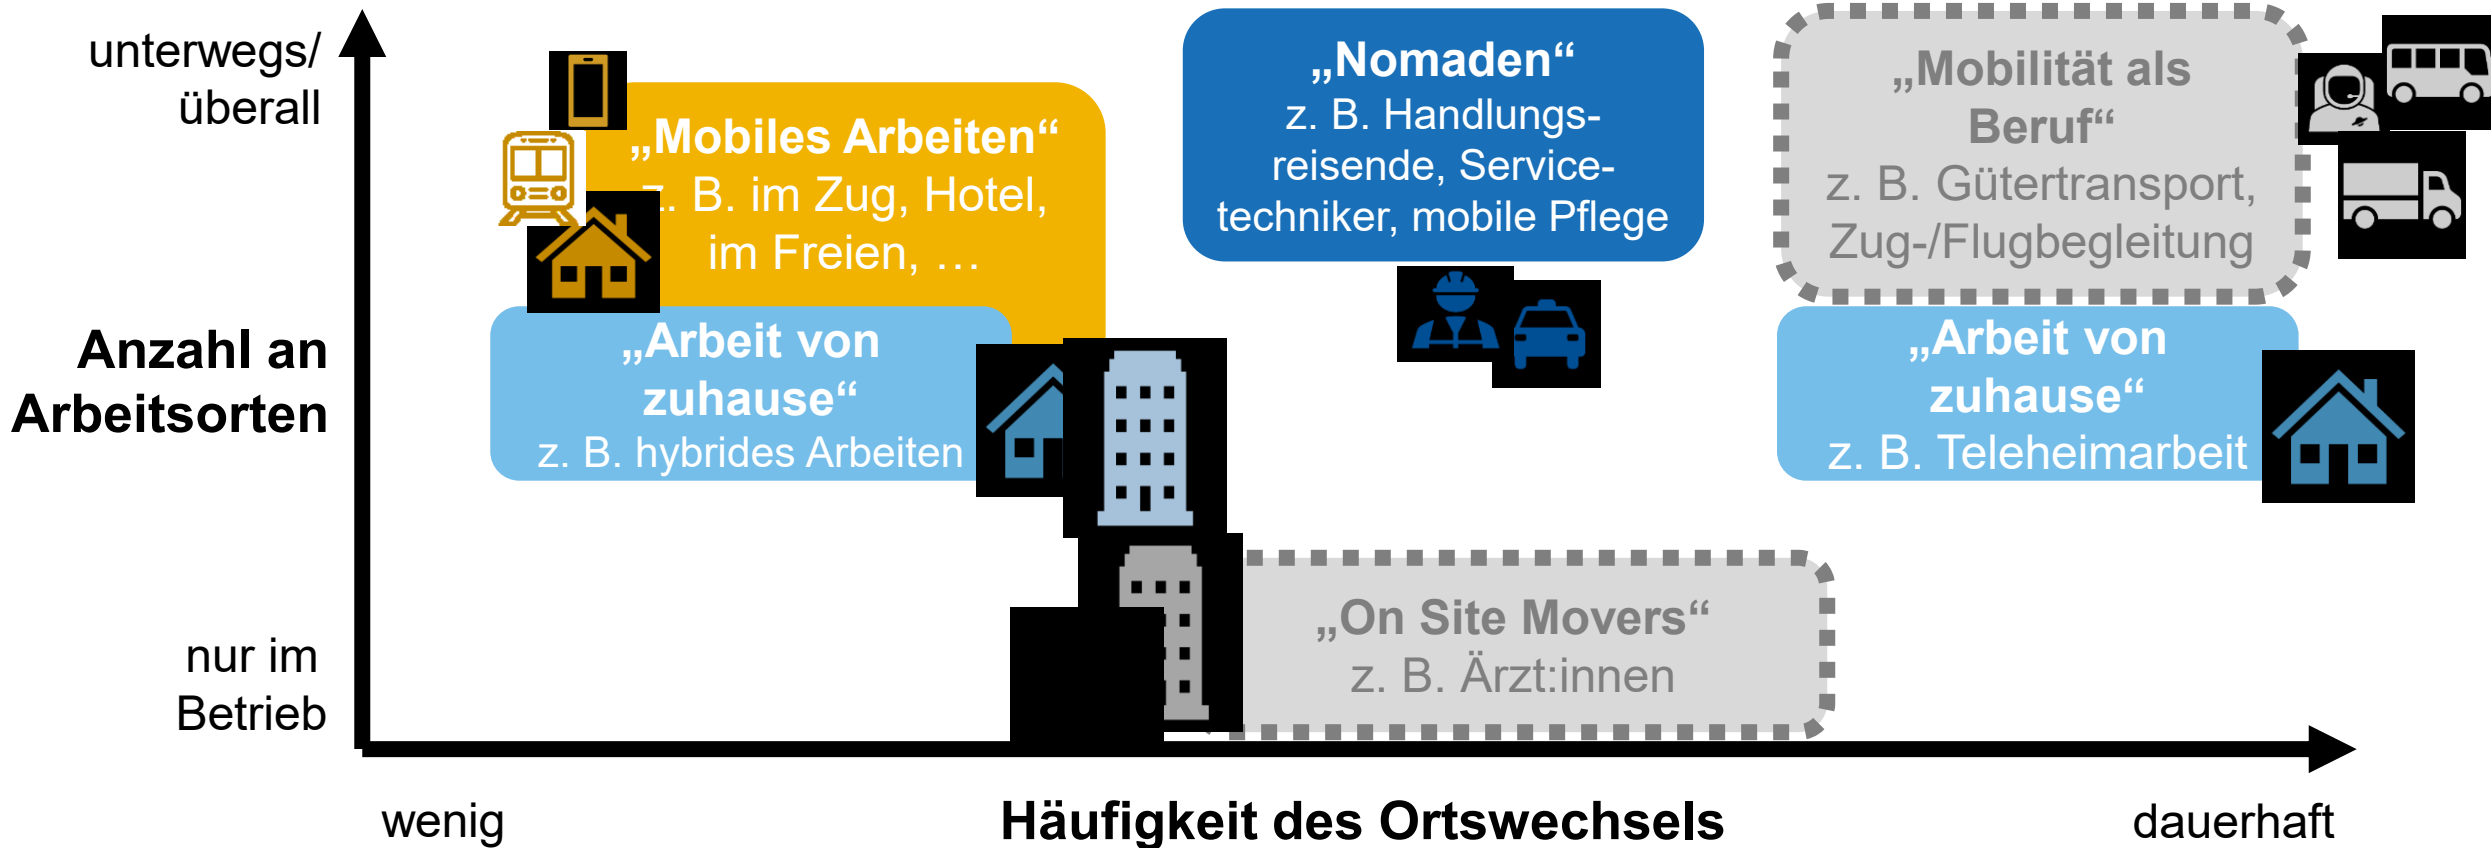 unterwegs/
überall
Anzahl an
Arbeitsorten
nur im
Betrieb
„Mobiles Arbeiten“
z. B. im Zug, Hotel,
im Freien, …
„Arbeit von
zuhause“
z. B. hybrides Arbeiten
„Nomaden“
z. B. Handlungs-
reisende, Service-
techniker, mobile Pflege
„Mobilität als
Beruf“
z. B. Gütertransport,
Zug-/Flugbegleitung
„Arbeit von
zuhause“
z. B. Teleheimarbeit
„On Site Movers“
z. B. Ärzt:innen
wenig
Häufigkeit des Ortswechsels
dauerhaft